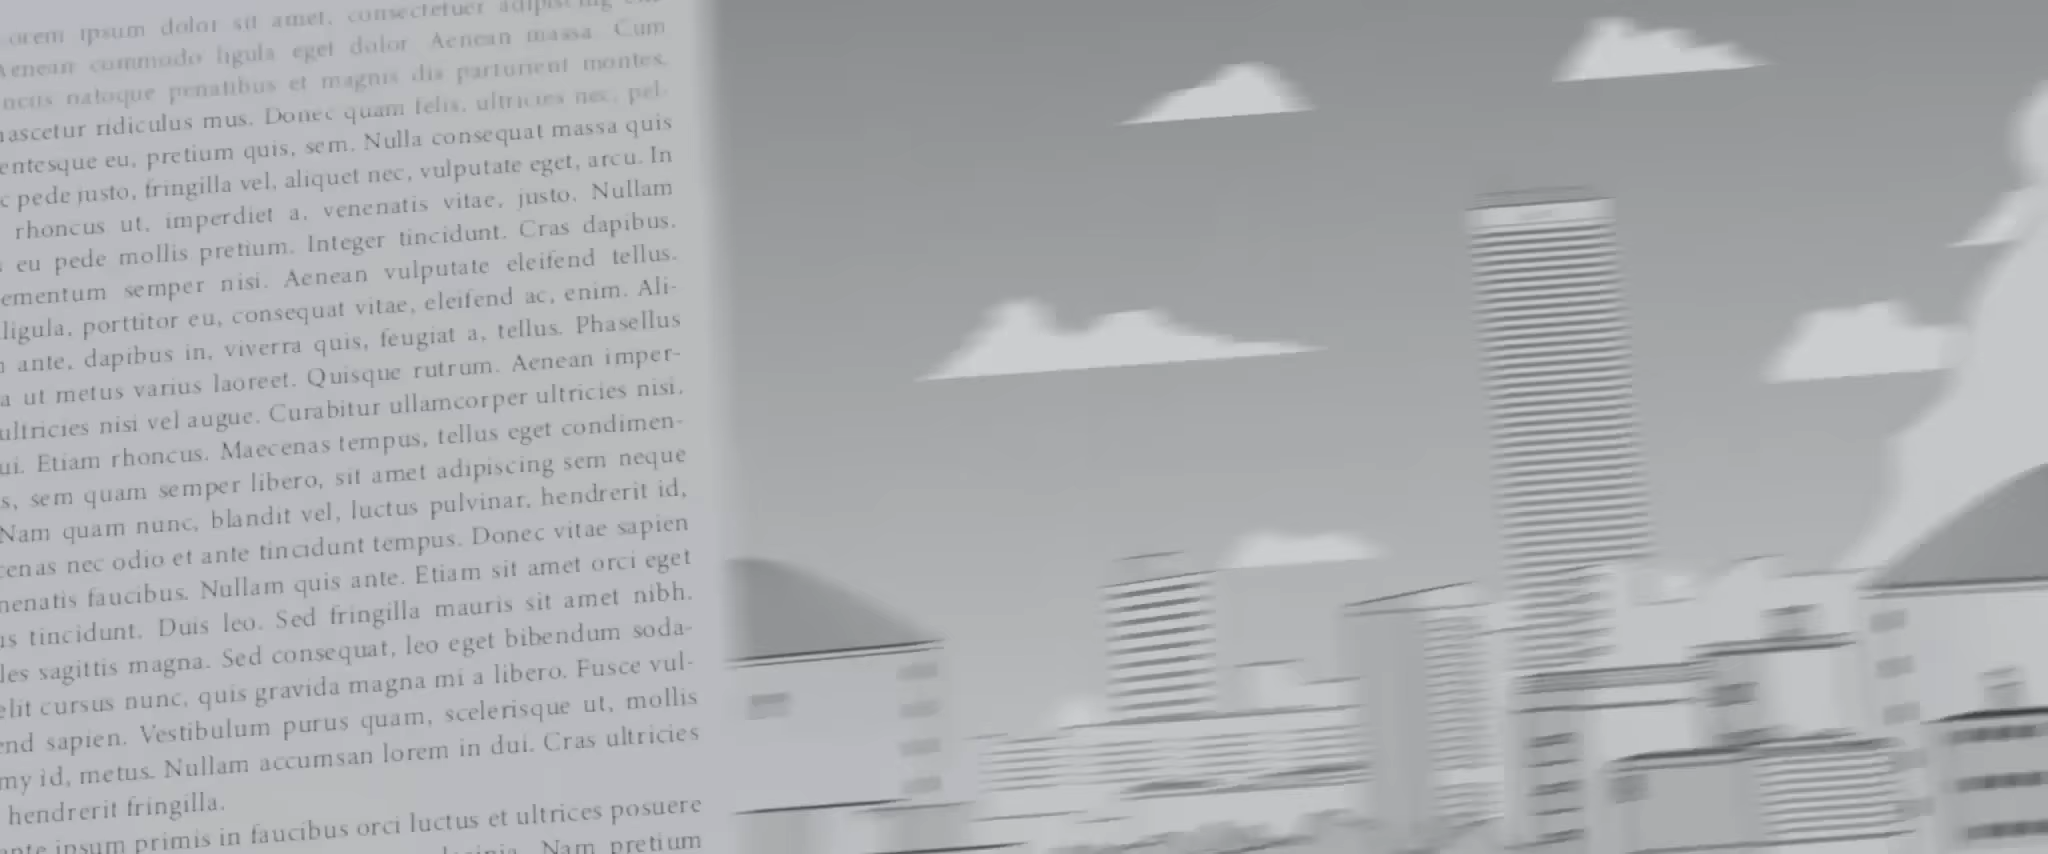 orem ipsum dolor sit amet, consectetuer adipiscing
Aenean commodo ligula eget dolor. Aenean massa. Cum
natoque penatibus et magnis dis parturient montes,
nascetur ridiculus mus. Donec quam felis, ultricies nec, pel-
entesque eu, pretium quis, sem. Nulla consequat massa quis
c pede justo, fringilla vel, aliquet nec, vulputate eget, arcu. In
rhoncus ut, imperdiet a, venenatis vitae, justo. Nullam
eu pede mollis pretium. Integer tincidunt. Cras dapibus.
ementum semper nisi. Aenean vulputate eleifend tellus.
ligula, porttitor eu, consequat vitae, eleifend ac, enim. Ali-
ante, dapibus in, viverra quis, feugiat a, tellus. Phasellus
a ut metus varius laoreet. Quisque rutrum. Aenean imper-
ultricies nisi vel augue. Curabitur ullamcorper ultricies nisi.
ui. Etiam rhoncus. Maecenas tempus, tellus eget condimen-
s, sem quam semper libero, sit amet adipiscing sem neque
Nam quam nunc, blandit vel, luctus pulvinar, hendrerit id,
cenas nec odio et ante tincidunt tempus. Donec vitae sapien
nenatis faucibus. Nullam quis ante. Etiam sit amet orci eget
us tincidunt. Duis leo. Sed fringilla mauris sit amet nibh.
les sagittis magna. Sed consequat, leo eget bibendum soda-
elit cursus nunc, quis gravida magna mi a libero. Fusce vul-
end sapien. Vestibulum purus quam, scelerisque ut, mollis
my id, metus. Nullam accumsan lorem in dui. Cras ultricies
hendrerit fringilla.
ante ipsum primis in faucibus orci luctus et ultrices posuere
Nam pretium